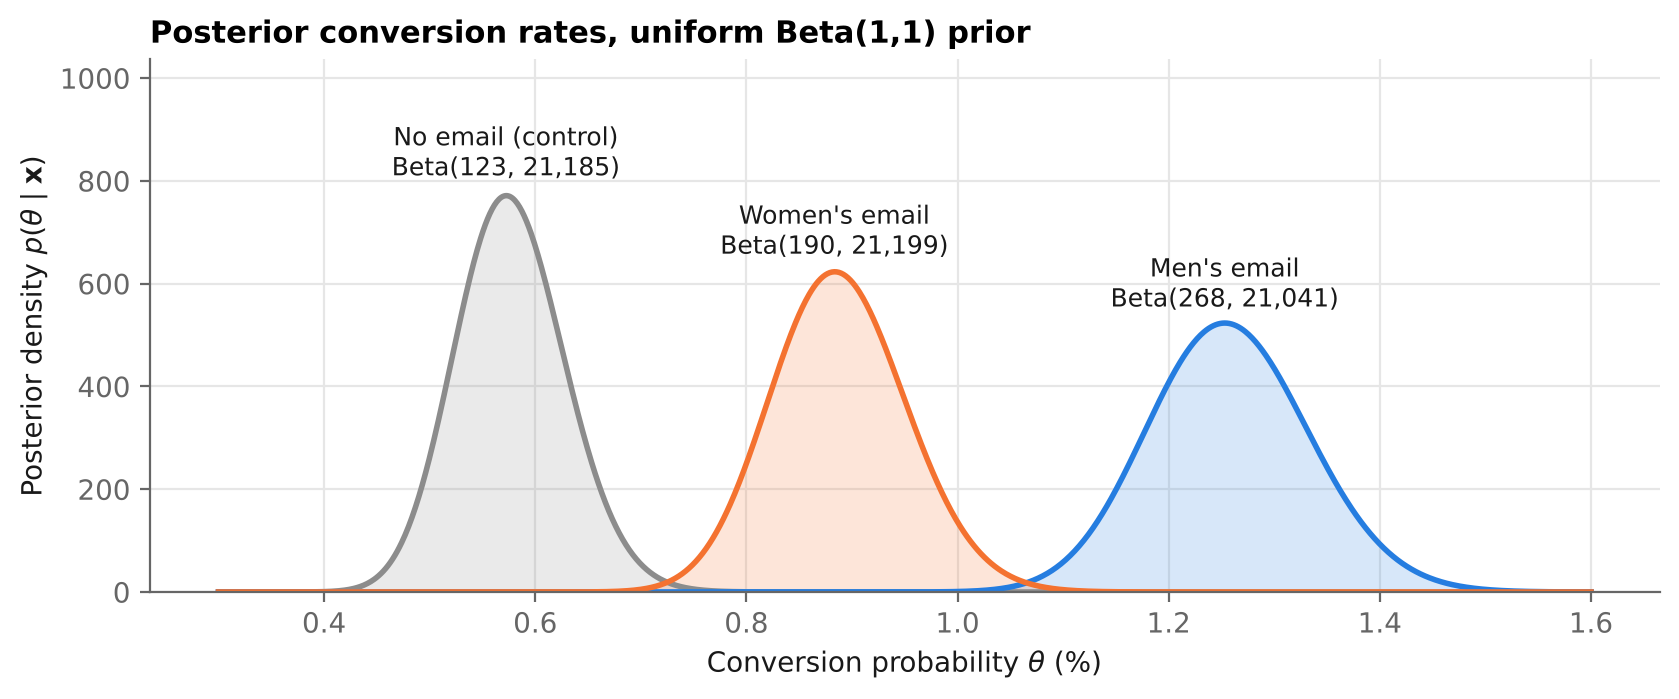 Posterior conversion rates, uniform Beta(1,1) prior
Posterior density p(θ | x)
1000
800
600
400
200
0
No email (control)
Beta(123, 21,185)
Women's email
Beta(190, 21,199)
Men's email
Beta(268, 21,041)
0.4 0.6 0.8 1.0 1.2 1.4 1.6
Conversion probability θ (%)